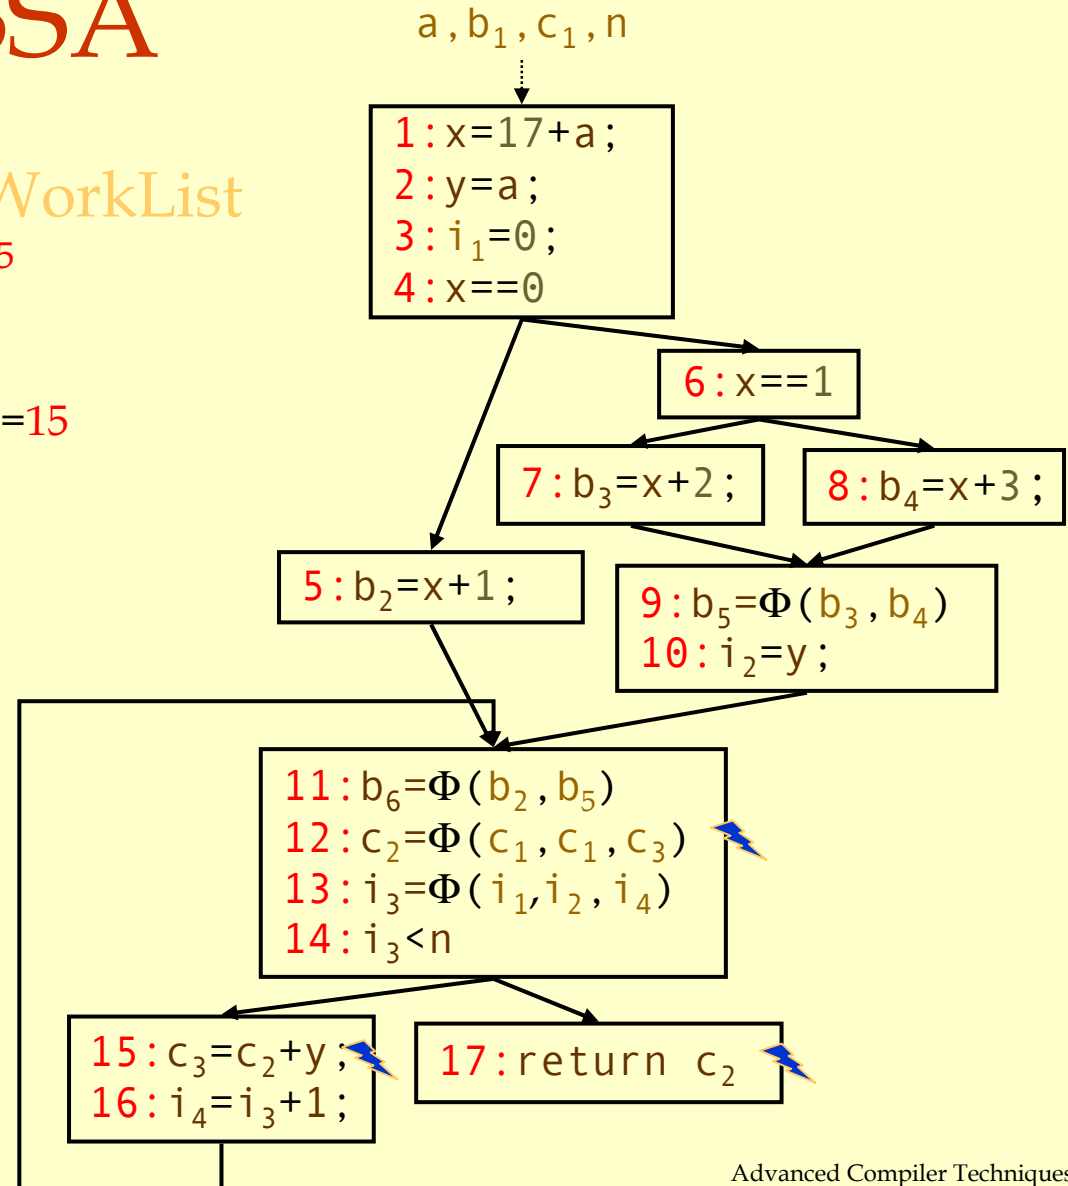 SSA
a,b1,c1,n
1:x=17+a;
2:y=a;
3:i1=0;
4:x==0
WorkList
5
=15
6:x==1
7:b3=x+2;
8:b4=x+3;
5:b2=x+1;
9:b5=Φ(b3,b4)
10:i2=y;
11:b6=Φ(b2,b5)
12:c2=Φ(c1,c1,c3)
13:i3=Φ(i1,i2,i4)
14:i3<n
15:c3=c2+y;
16:i4=i3+1;
17:return c2
Advanced Compiler Techniques